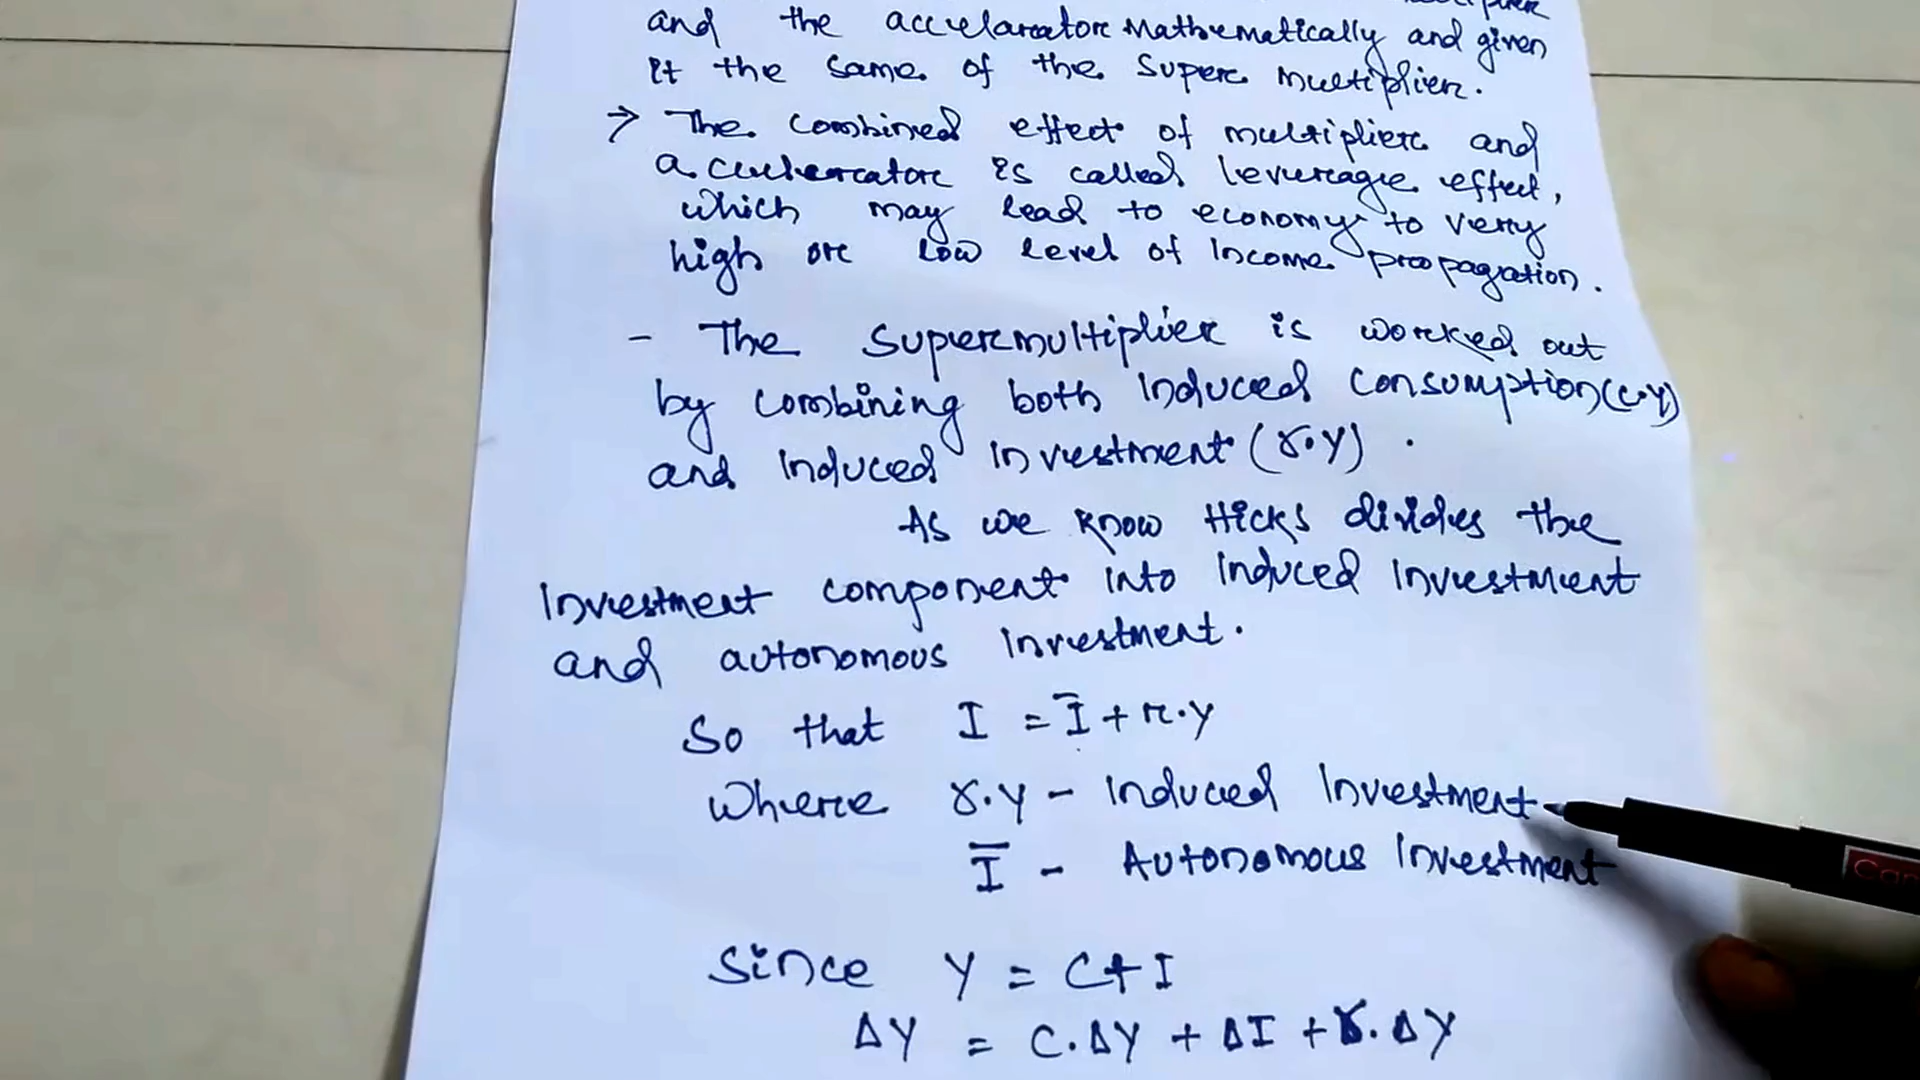 and the accelarator Mathematically and given
it the same of the Super multiplier.
→ The combined effect of multiplier and
accelerator is called leverage effect,
which may lead to economy to very
high or low level of Income propagation.
- The Supermultiplier is worked out
by combining both Induced Consumption (c.y)
and Induced investment (r.y).
As we know Hicks divides the
Investment component into Induced Investment
and autonomous investment.
So that I = Ī + r.y
Where r.y - Induced Investment
Ī - Autonomous Investment
Since Y = C+I
ΔY = C.ΔY + ΔI + r.ΔY